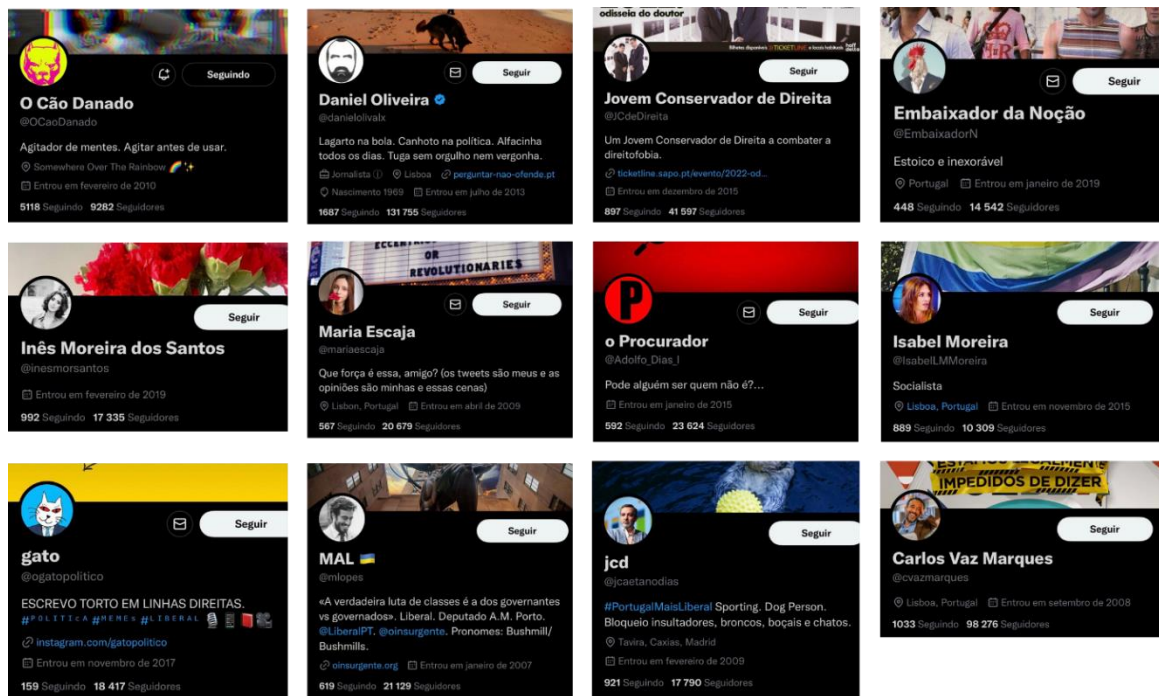 Seguindo
O Cão Danado
@OCaoDanado
Agitador de mentes. Agitar antes de usar.
Somewhere Over The Rainbow 🌈✨
Entrou em fevereiro de 2010
5118 Seguindo 9282 Seguidores
Seguir
Daniel Oliveira
@danielolivalx
Lagarto na bola. Canhoto na política. Alfacinha
todos os dias. Tuga sem orgulho nem vergonha.
Jornalista Lisboa perguntar-nao-ofende.pt
Nascimento 1969 Entrou em julho de 2013
1687 Seguindo 131 755 Seguidores
odisseia do doutor
Bilhetes disponíveis TICKETLINE e locais habituais
Seguir
Jovem Conservador de Direita
@JCdeDireita
Um Jovem Conservador de Direita a combater a
direitofobia.
ticketline.sapo.pt/evento/2022-od...
Entrou em dezembro de 2015
897 Seguindo 41 597 Seguidores
Seguir
Embaixador da Noção
@EmbaixadorN
Estoico e inexorável
Portugal Entrou em janeiro de 2019
448 Seguindo 14 542 Seguidores
Seguir
Inês Moreira dos Santos
@inesmorsantos
Entrou em fevereiro de 2019
992 Seguindo 17 335 Seguidores
OR
REVOLUTIONARIES
Seguir
Maria Escaja
@mariaescaja
Que força é essa, amigo? (os tweets são meus e as
opiniões são minhas e essas cenas)
Lisbon, Portugal Entrou em abril de 2009
567 Seguindo 20 679 Seguidores
P
Seguir
o Procurador
@Adolfo_Dias_I
Pode alguém ser quem não é?...
Entrou em janeiro de 2015
592 Seguindo 23 624 Seguidores
Seguir
Isabel Moreira
@IsabelLMMoreira
Socialista
Lisboa, Portugal Entrou em novembro de 2015
889 Seguindo 10 309 Seguidores
Seguir
gato
@ogatopolitico
ESCREVO TORTO EM LINHAS DIREITAS.
#ᴾᴼᴸᴵᵀᴵᶜᴬ #ᴹᴱᴹᴱˢ #ᴸᴵᴮᴱᴿᴬᴸ
instagram.com/gatopolitico
Entrou em novembro de 2017
159 Seguindo 18 417 Seguidores
Seguir
MAL 🇺🇦
@mlopes
«A verdadeira luta de classes é a dos governantes
vs governados». Liberal. Deputado A.M. Porto.
@LiberalPT. @oinsurgente. Pronomes: Bushmill/
Bushmills.
oinsurgente.org Entrou em janeiro de 2007
619 Seguindo 21 129 Seguidores
Seguir
jcd
@jcaetanodias
#PortugalMaisLiberal Sporting. Dog Person.
Bloqueio insultadores, broncos, boçais e chatos.
Tavira, Caxias, Madrid
Entrou em fevereiro de 2009
921 Seguindo 17 790 Seguidores
ESTAMOS LEGALMENTE
IMPEDIDOS DE DIZER
Seguir
Carlos Vaz Marques
@cvazmarques
Lisboa, Portugal Entrou em setembro de 2008
1033 Seguindo 98 276 Seguidores